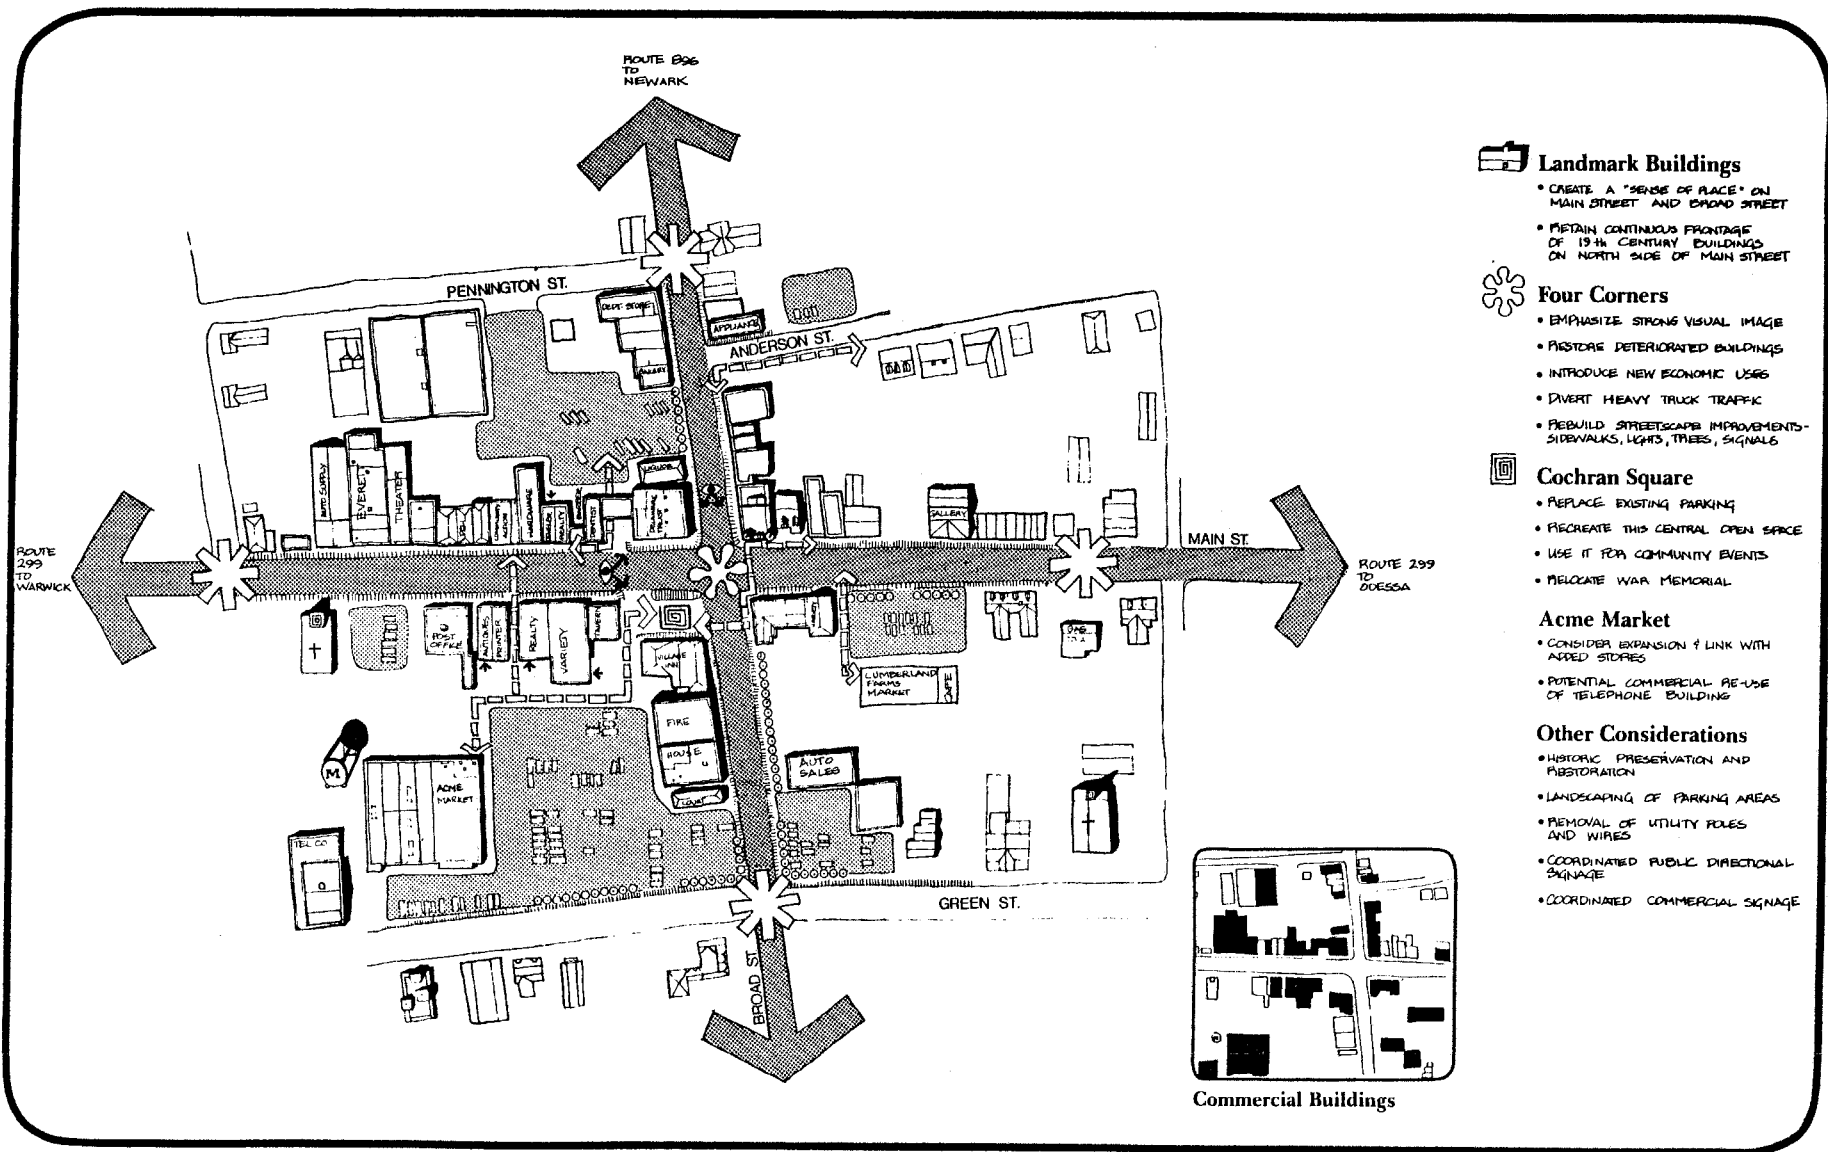 ROUTE 896
TO
NEWARK
PENNINGTON ST.
DEPT. STORE
BAKERY
APPLIANCE
ANDERSON ST.
AUTO SUPPLY
EVERETT
THEATER
HARDWARE
REALTY
DENTIST
LIQUOR
DELAWARE
TRUST
GALLERY
MAIN ST.
ROUTE
299
TO
WARWICK
ROUTE 299
TO
ODESSA
POST
OFFICE
ANTIQUES
PRINTER
REALTY
VARIETY
VILLAGE
INN
FIRE
HOUSE
COURT
LUMBERLAND
FARMS
MARKET
CAFE
AUTO
SALES
M
ACME
MARKET
TEL CO
GREEN ST.
BROAD ST.
Landmark Buildings
• CREATE A "SENSE OF PLACE" ON
MAIN STREET AND BROAD STREET
• RETAIN CONTINUOUS FRONTAGE
OF 19th CENTURY BUILDINGS
ON NORTH SIDE OF MAIN STREET
Four Corners
• EMPHASIZE STRONG VISUAL IMAGE
• RESTORE DETERIORATED BUILDINGS
• INTRODUCE NEW ECONOMIC USES
• DIVERT HEAVY TRUCK TRAFFIC
• REBUILD STREETSCAPE IMPROVEMENTS-
SIDEWALKS, LIGHTS, TREES, SIGNALS
Cochran Square
• REPLACE EXISTING PARKING
• RECREATE THIS CENTRAL OPEN SPACE
• USE IT FOR COMMUNITY EVENTS
• RELOCATE WAR MEMORIAL
Acme Market
• CONSIDER EXPANSION & LINK WITH
ADDED STORES
• POTENTIAL COMMERCIAL RE-USE
OF TELEPHONE BUILDING
Other Considerations
• HISTORIC PRESERVATION AND
RESTORATION
• LANDSCAPING OF PARKING AREAS
• REMOVAL OF UTILITY POLES
AND WIRES
• COORDINATED PUBLIC DIRECTIONAL
SIGNAGE
• COORDINATED COMMERCIAL SIGNAGE
Commercial Buildings